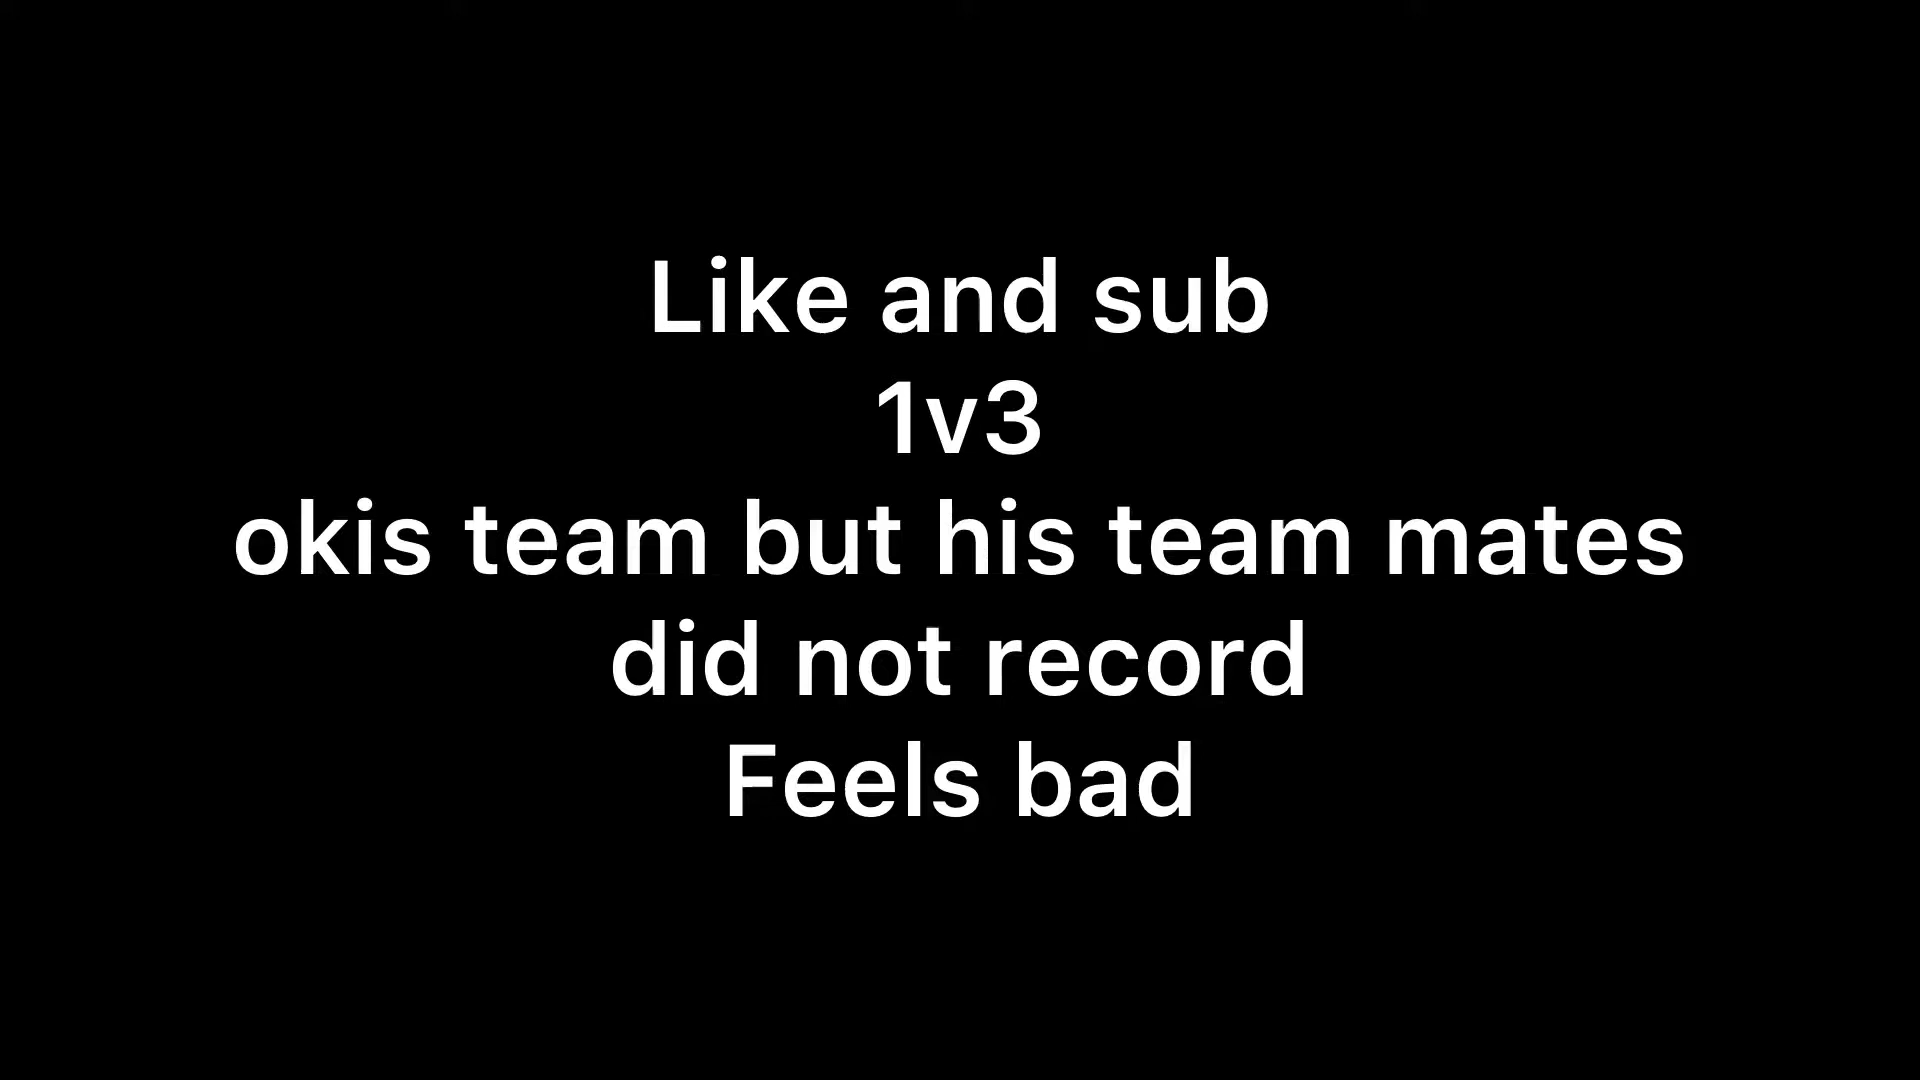 Like and sub
1v3
okis team but his team mates
did not record
Feels bad